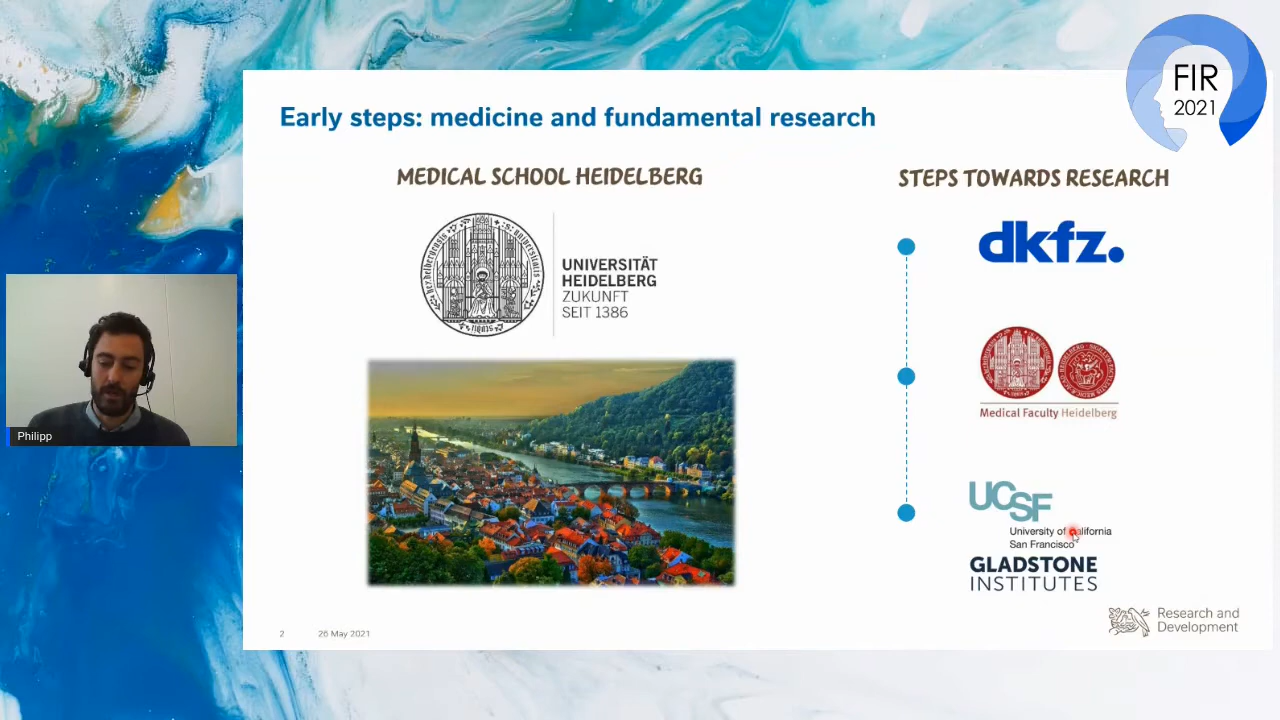 FIR
2021
Early steps: medicine and fundamental research
MEDICAL SCHOOL HEIDELBERG
UNIVERSITÄT
HEIDELBERG
ZUKUNFT
SEIT 1386
STEPS TOWARDS RESEARCH
dkfz.
Medical Faculty Heidelberg
UCSF
University of California
San Francisco
GLADSTONE
INSTITUTES
Philipp
2 26 May 2021
Research and
Development